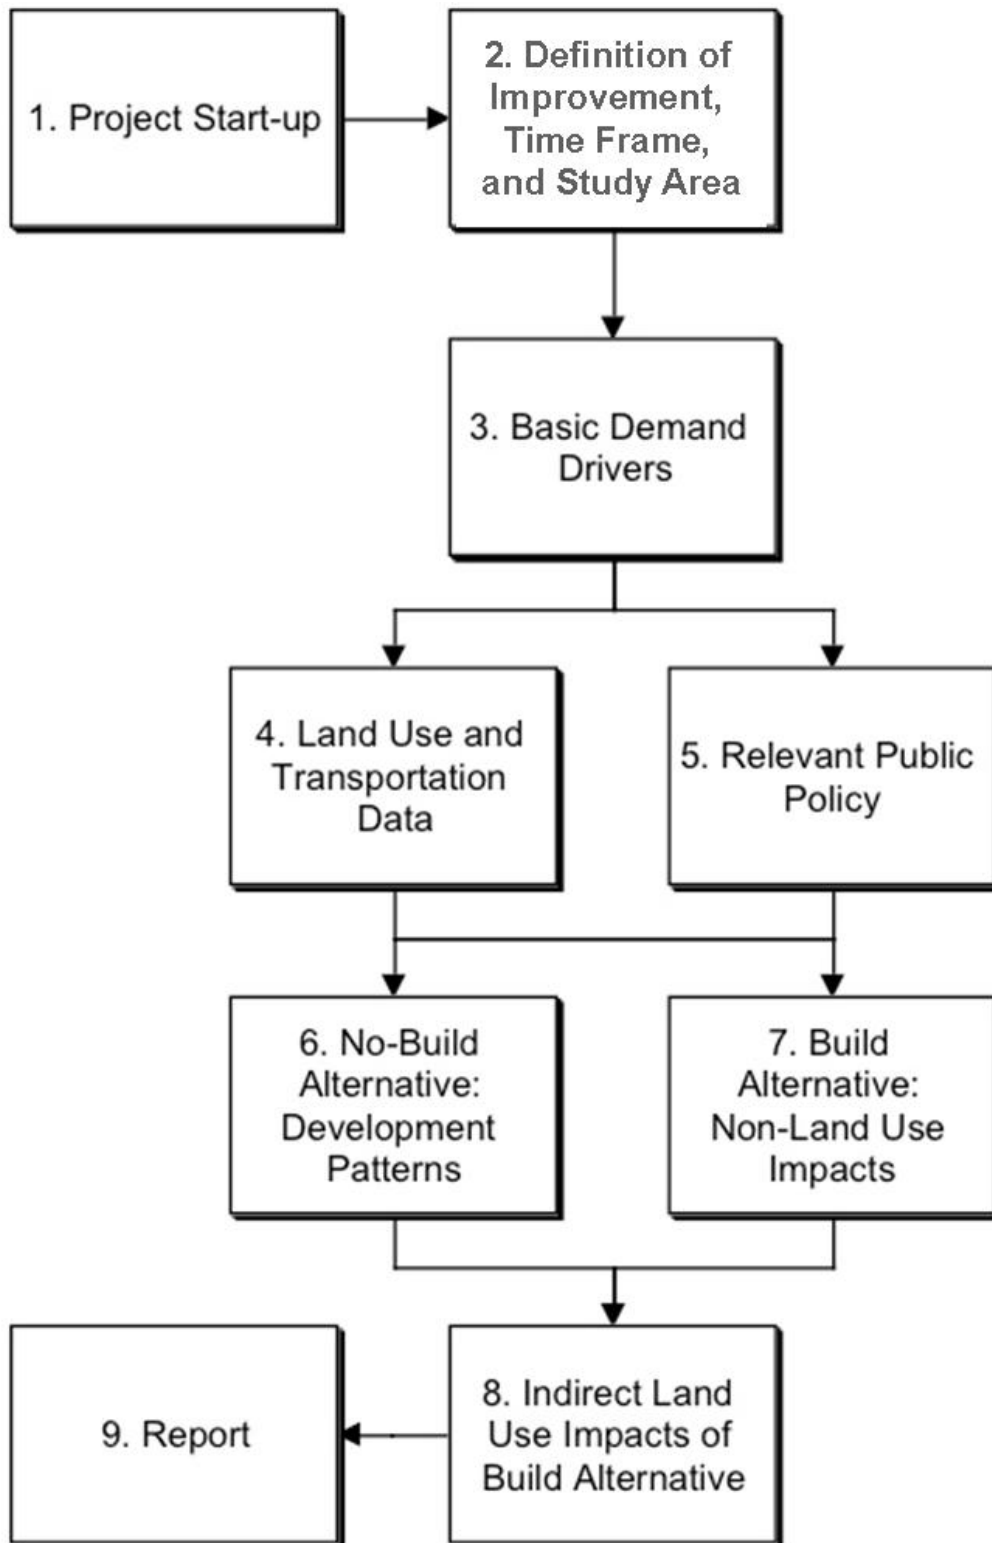 1. Project Start-up
2. Definition of
Improvement,
Time Frame,
and Study Area
3. Basic Demand
Drivers
4. Land Use and
Transportation
Data
5. Relevant Public
Policy
6. No-Build
Alternative:
Development
Patterns
7. Build
Alternative:
Non-Land Use
Impacts
8. Indirect Land
Use Impacts of
Build Alternative
9. Report